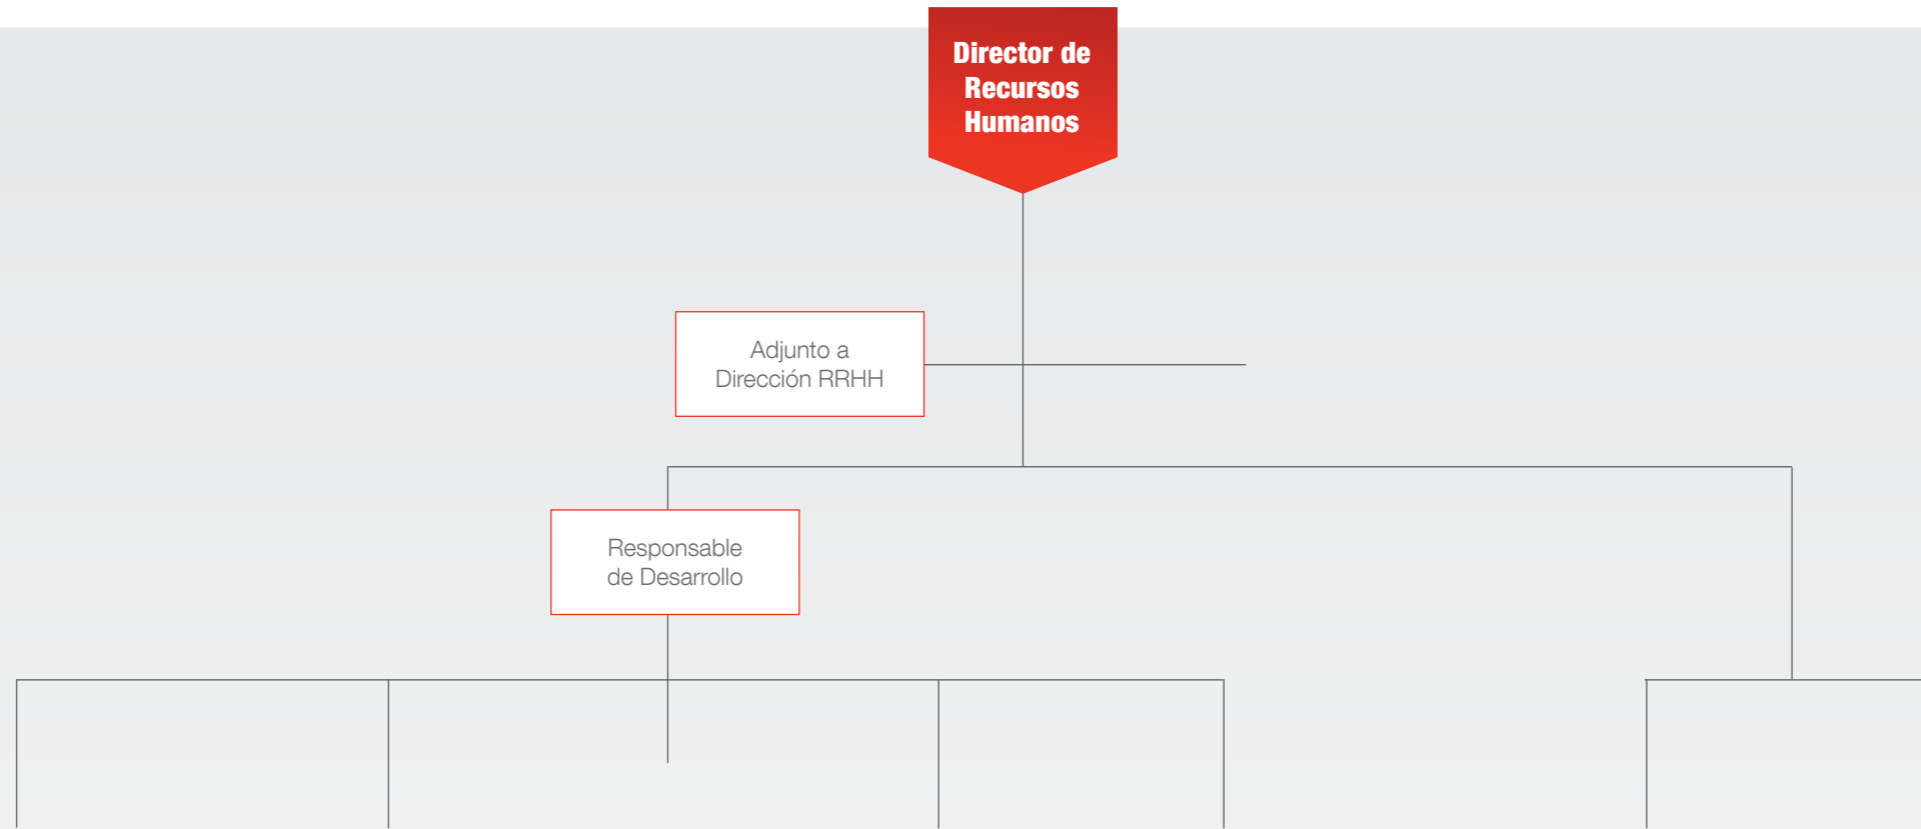 Director de
Recursos
Humanos
Adjunto a
Dirección RRHH
Responsable
de Desarrollo